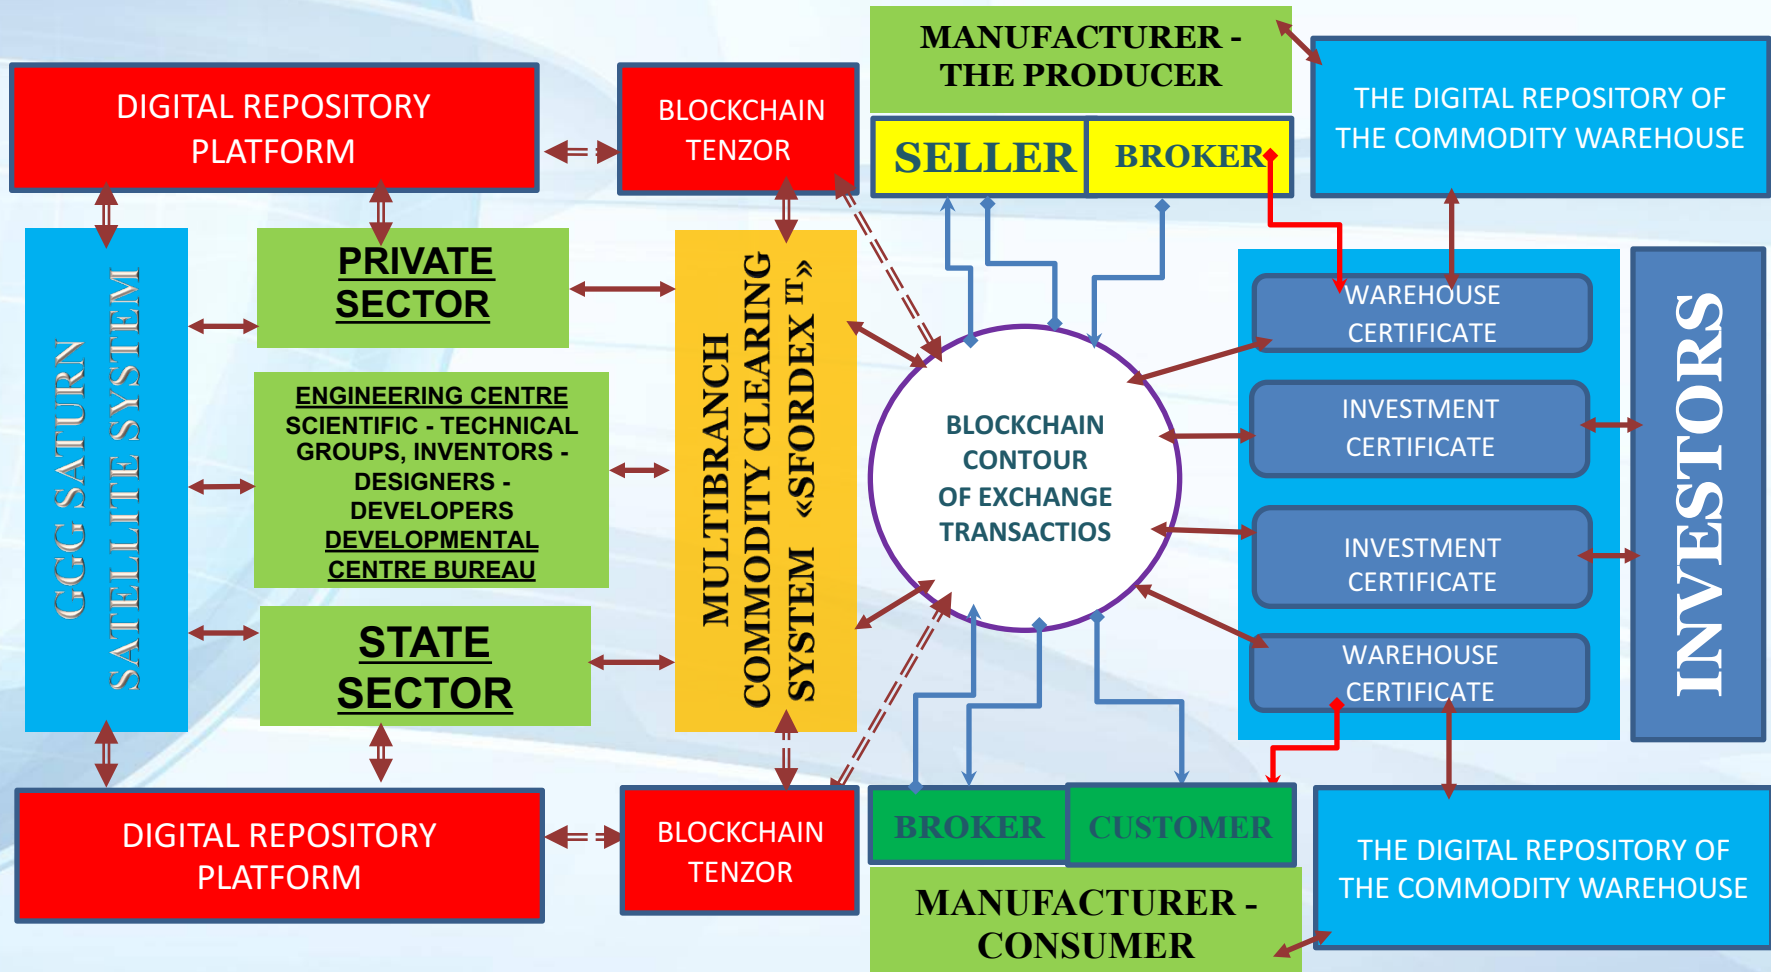 DIGITAL REPOSITORY
PLATFORM
BLOCKCHAIN
TENZOR
MANUFACTURER -
THE PRODUCER
SELLER
BROKER
THE DIGITAL REPOSITORY OF
THE COMMODITY WAREHOUSE
GGG SATURN
SATELLITE SYSTEM
PRIVATE
SECTOR
ENGINEERING CENTRE
SCIENTIFIC - TECHNICAL
GROUPS, INVENTORS -
DESIGNERS -
DEVELOPERS
DEVELOPMENTAL
CENTRE BUREAU
STATE
SECTOR
MULTIBRANCH
COMMODITY CLEARING
SYSTEM «SFORDEX IT»
BLOCKCHAIN
CONTOUR
OF EXCHANGE
TRANSACTIOS
WAREHOUSE
CERTIFICATE
INVESTMENT
CERTIFICATE
INVESTMENT
CERTIFICATE
WAREHOUSE
CERTIFICATE
INVESTORS
DIGITAL REPOSITORY
PLATFORM
BLOCKCHAIN
TENZOR
BROKER
CUSTOMER
MANUFACTURER -
CONSUMER
THE DIGITAL REPOSITORY OF
THE COMMODITY WAREHOUSE